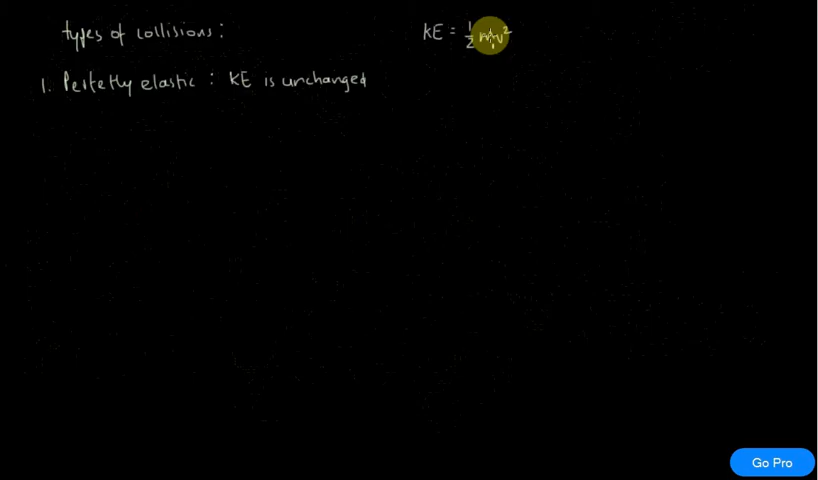 types of collisions:
KE = 1/2 mv²
1. Perfectly elastic : KE is unchanged
Go Pro